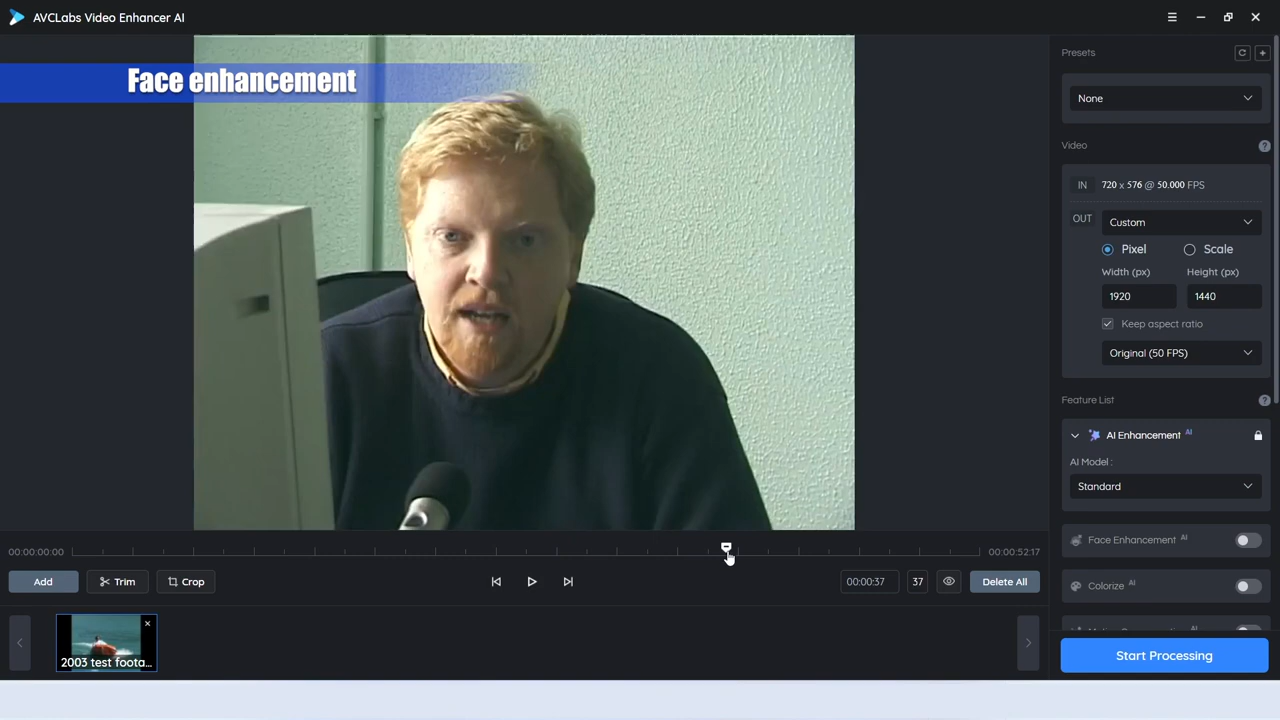 AVCLabs Video Enhancer AI
Face enhancement
Presets
None
Video
IN 720 x 576 @ 50.000 FPS
OUT Custom
Pixel Scale
Width (px) Height (px)
1920 1440
Keep aspect ratio
Original (50 FPS)
Feature List
AI Enhancement AI
AI Model :
Standard
Face Enhancement AI
Colorize AI
00:00:00:00 00:00:52:17
Add Trim Crop 00:00:37 37 Delete All
2003 test foota...
Start Processing